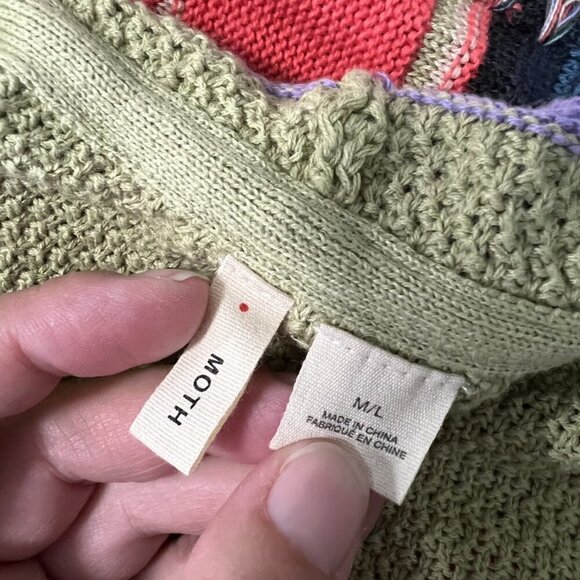 MOTH
M/L
MADE IN CHINA
FABRIQUÉ EN CHINE